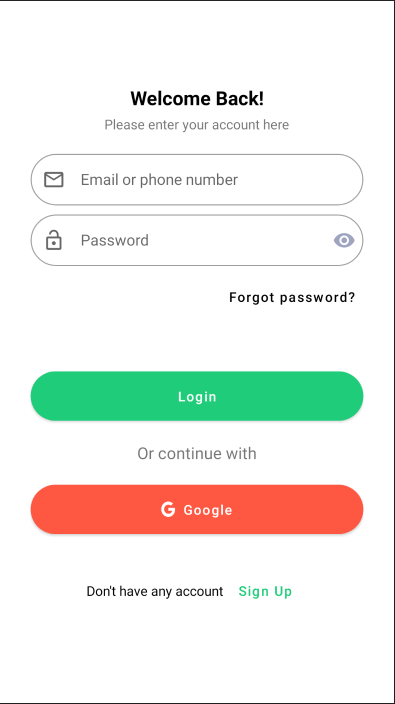 Welcome Back!
Please enter your account here
Email or phone number
Password
Forgot password?
Login
Or continue with
Google
Don't have any account Sign Up